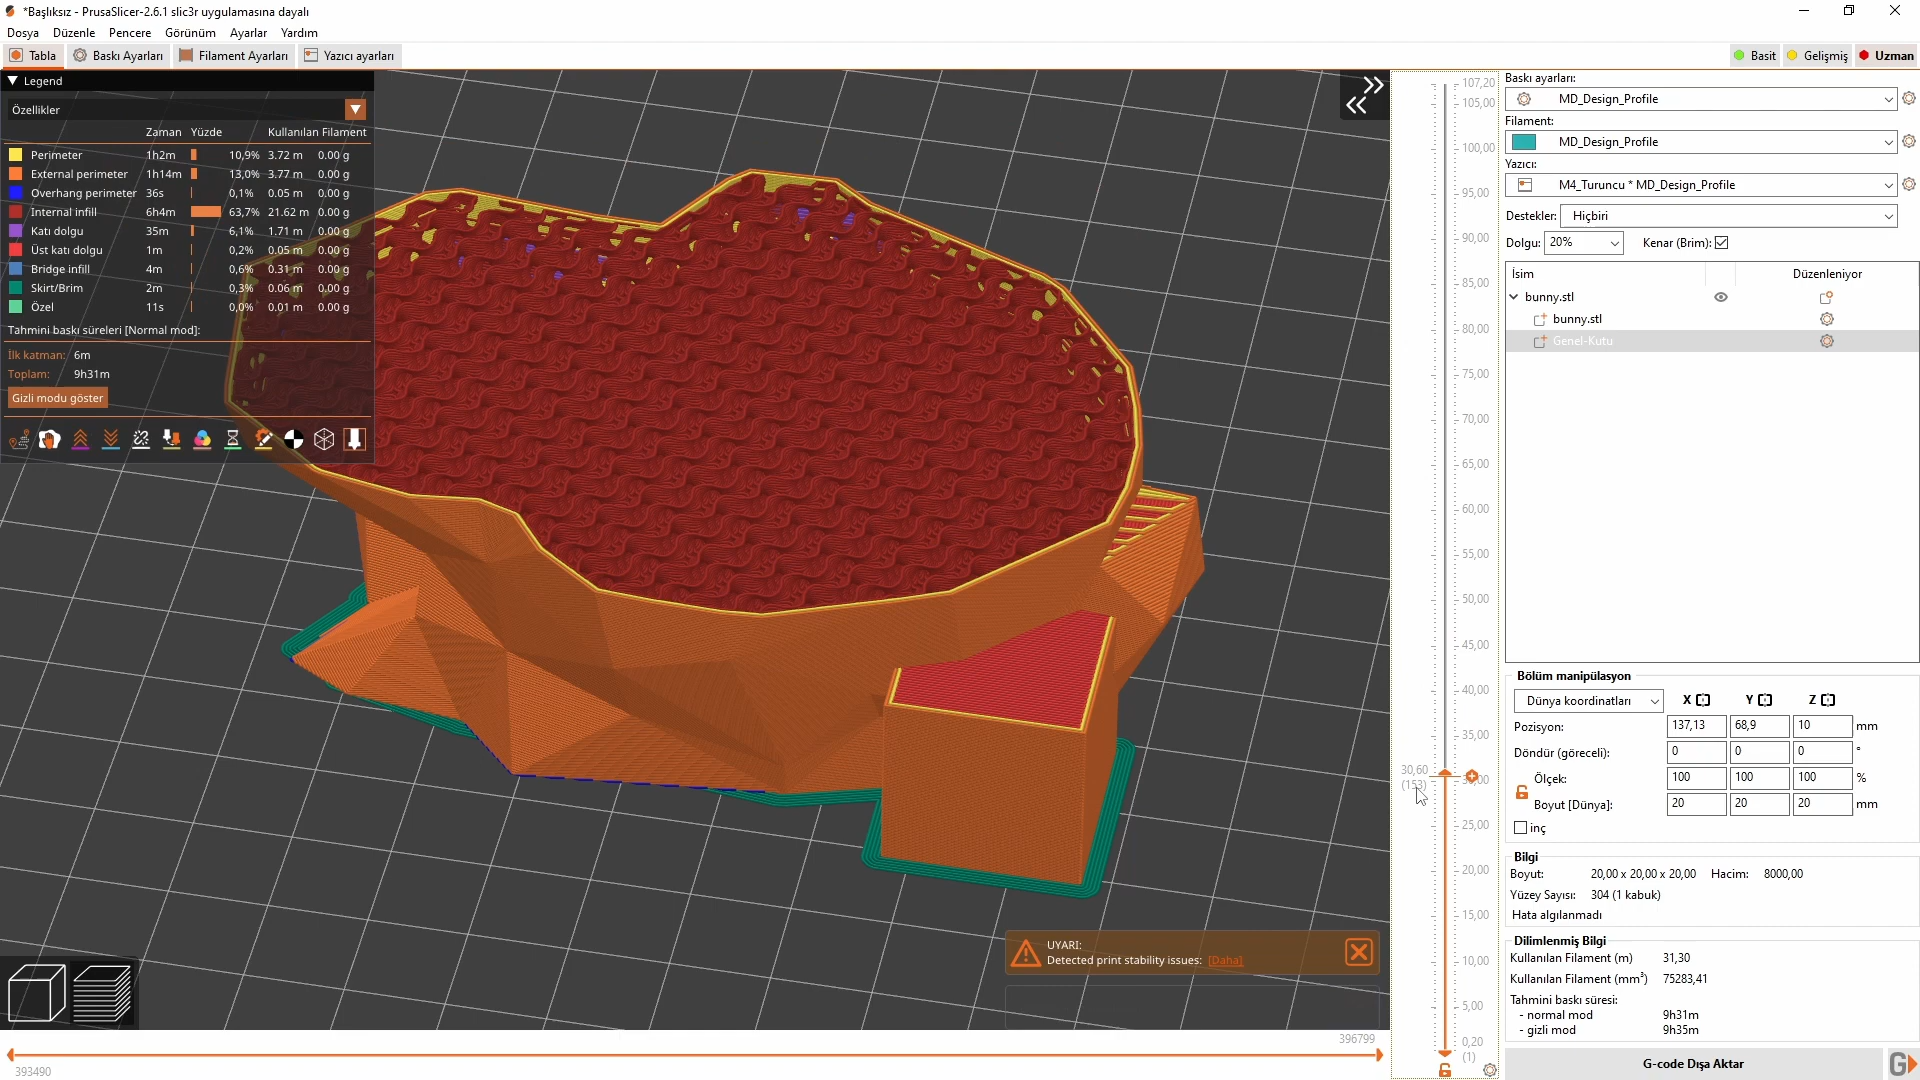 *Başlıksız - PrusaSlicer-2.6.1 slic3r uygulamasına dayalı
Dosya Düzenle Pencere Görünüm Ayarlar Yardım
Tabla Baskı Ayarları Filament Ayarları Yazıcı ayarları
Basit Gelişmiş Uzman
Legend
Özellikler
Zaman Yüzde Kullanılan Filament
Perimeter 1h2m 10,9% 3.72 m 0.00 g
External perimeter 1h14m 13,0% 3.77 m 0.00 g
Overhang perimeter 36s 0,1% 0.05 m 0.00 g
Internal infill 6h4m 63,7% 21.62 m 0.00 g
Katı dolgu 35m 6,1% 1.71 m 0.00 g
Üst katı dolgu 1m 0,2% 0.05 m 0.00 g
Bridge infill 4m 0,6% 0.31 m 0.00 g
Skirt/Brim 2m 0,3% 0.06 m 0.00 g
Özel 11s 0,0% 0.01 m 0.00 g
Tahmini baskı süreleri [Normal mod]:
İlk katman: 6m
Toplam: 9h31m
Gizli modu göster
UYARI:
Detected print stability issues: [Daha]
396799
393490
107,20
105,00
100,00
95,00
90,00
85,00
80,00
75,00
70,00
65,00
60,00
55,00
50,00
45,00
40,00
35,00
30,60
(153)
30,00
25,00
20,00
15,00
10,00
5,00
0,20
(1)
Baskı ayarları:
MD_Design_Profile
Filament:
MD_Design_Profile
Yazıcı:
M4_Turuncu * MD_Design_Profile
Destekler: Hiçbiri
Dolgu: 20% Kenar (Brim):
İsim Düzenleniyor
bunny.stl
bunny.stl
Genel-Kutu
Bölüm manipülasyon
Dünya koordinatları X Y Z
Pozisyon: 137,13 68,9 10 mm
Döndür (göreceli): 0 0 0 °
Ölçek: 100 100 100 %
Boyut [Dünya]: 20 20 20 mm
inç
Bilgi
Boyut: 20,00 x 20,00 x 20,00 Hacim: 8000,00
Yüzey Sayısı: 304 (1 kabuk)
Hata algılanmadı
Dilimlenmiş Bilgi
Kullanılan Filament (m) 31,30
Kullanılan Filament (mm³) 75283,41
Tahmini baskı süresi:
- normal mod 9h31m
- gizli mod 9h35m
G-code Dışa Aktar
G